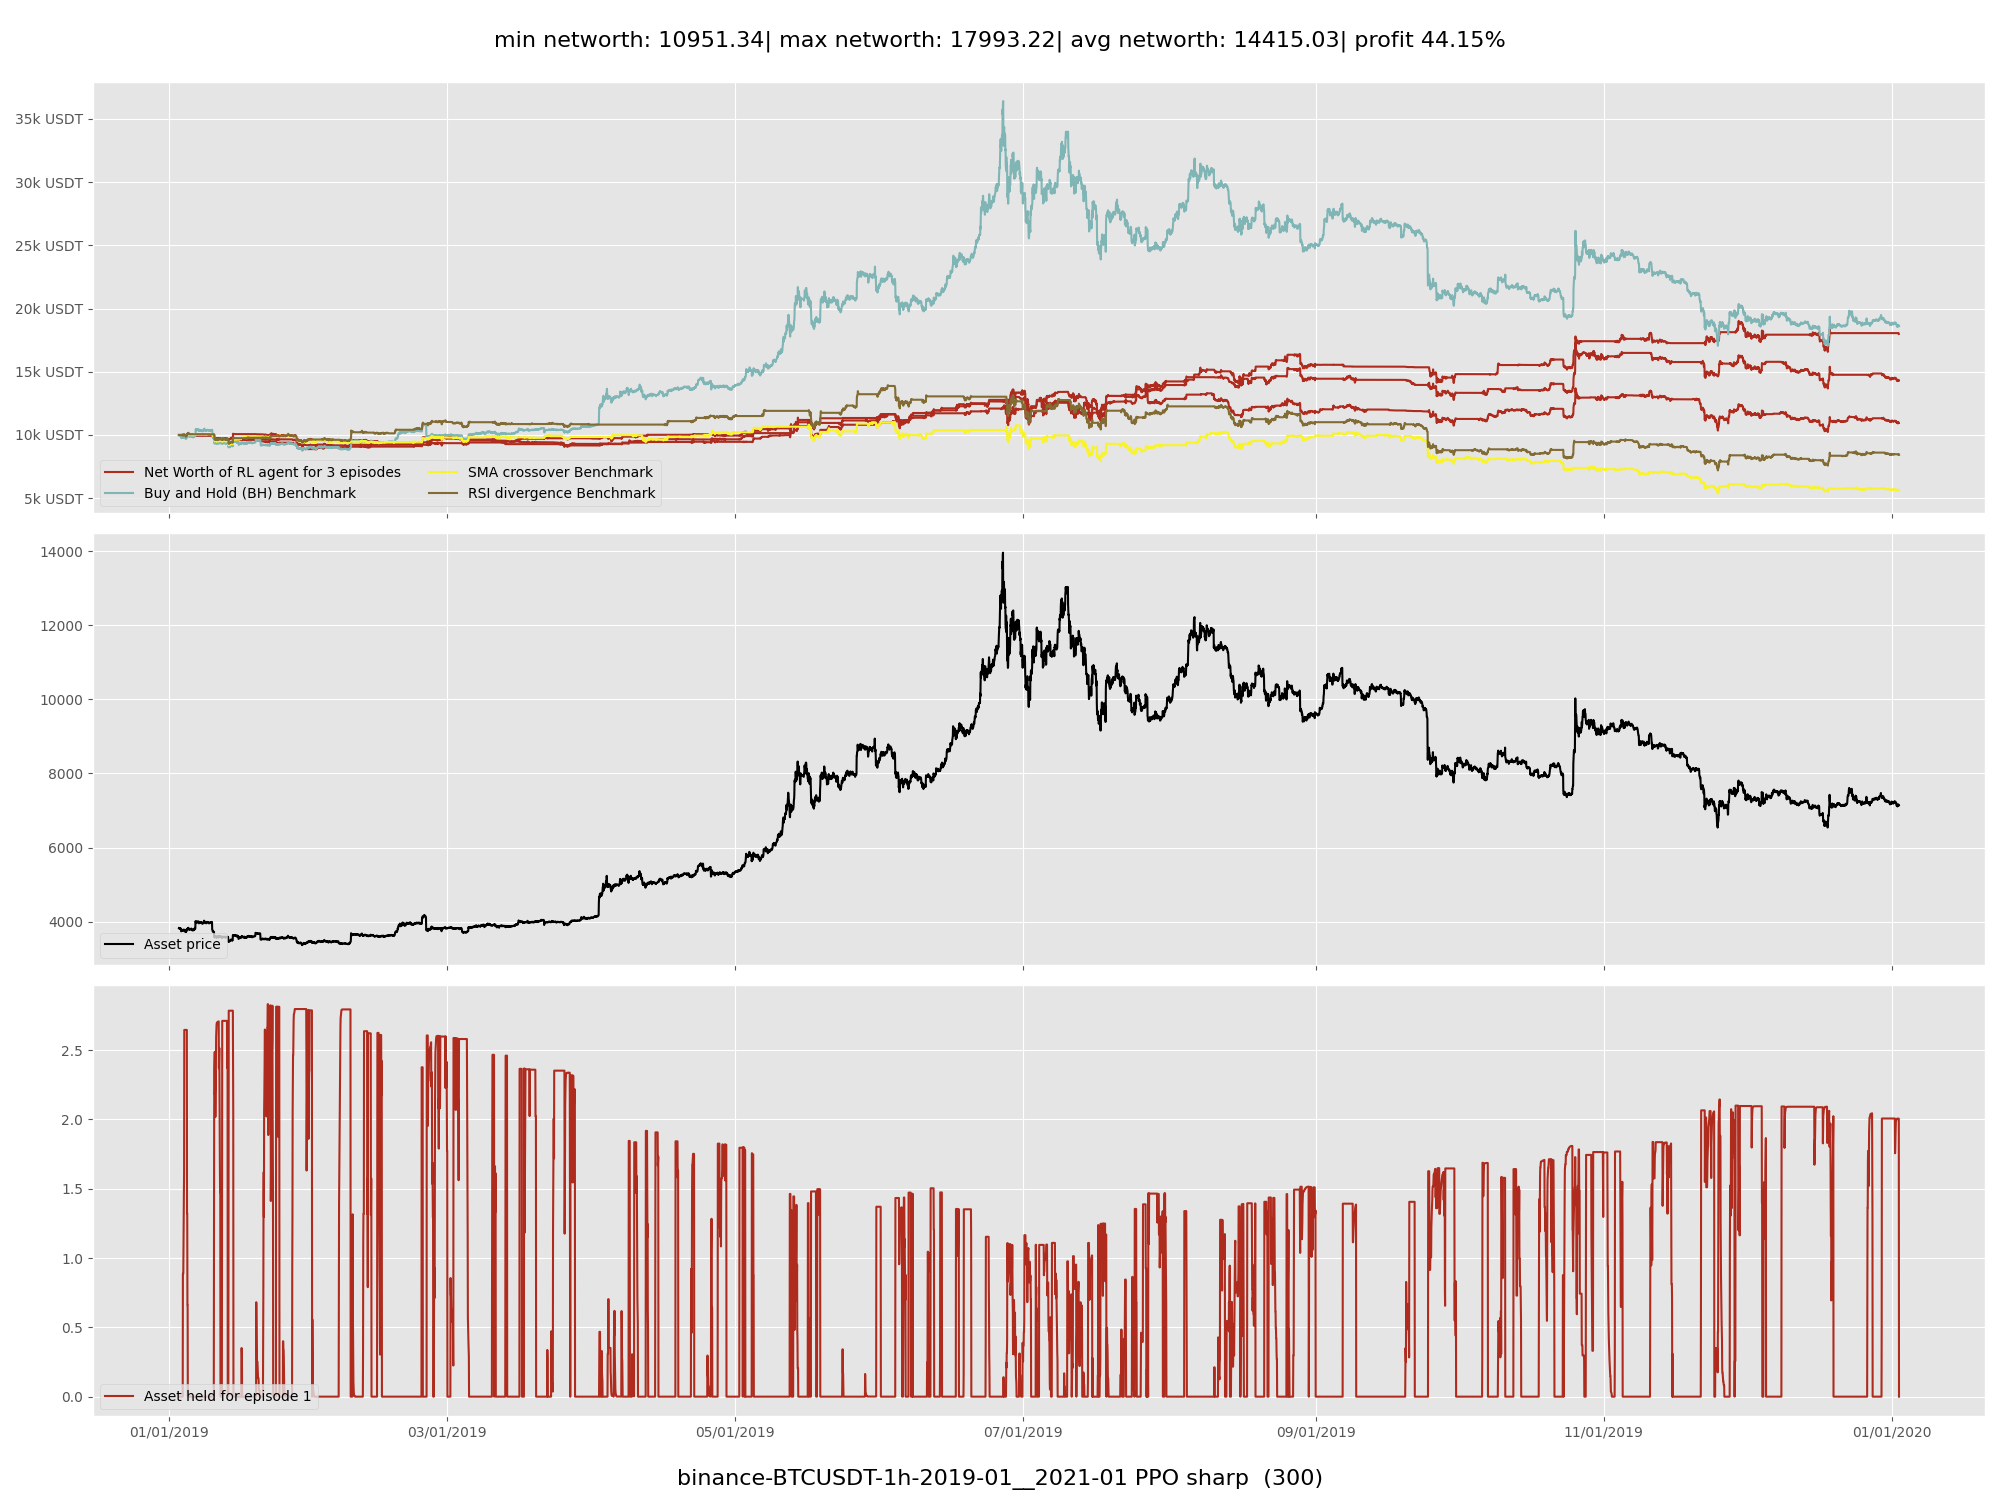 min networth: 10951.34| max networth: 17993.22| avg networth: 14415.03| profit 44.15%
35k USDT
30k USDT
25k USDT
20k USDT
15k USDT
10k USDT
5k USDT
Net Worth of RL agent for 3 episodes
Buy and Hold (BH) Benchmark
SMA crossover Benchmark
RSI divergence Benchmark
14000
12000
10000
8000
6000
4000
Asset price
2.5
2.0
1.5
1.0
0.5
0.0
Asset held for episode 1
01/01/2019 03/01/2019 05/01/2019 07/01/2019 09/01/2019 11/01/2019 01/01/2020
binance-BTCUSDT-1h-2019-01__2021-01 PPO sharp  (300)